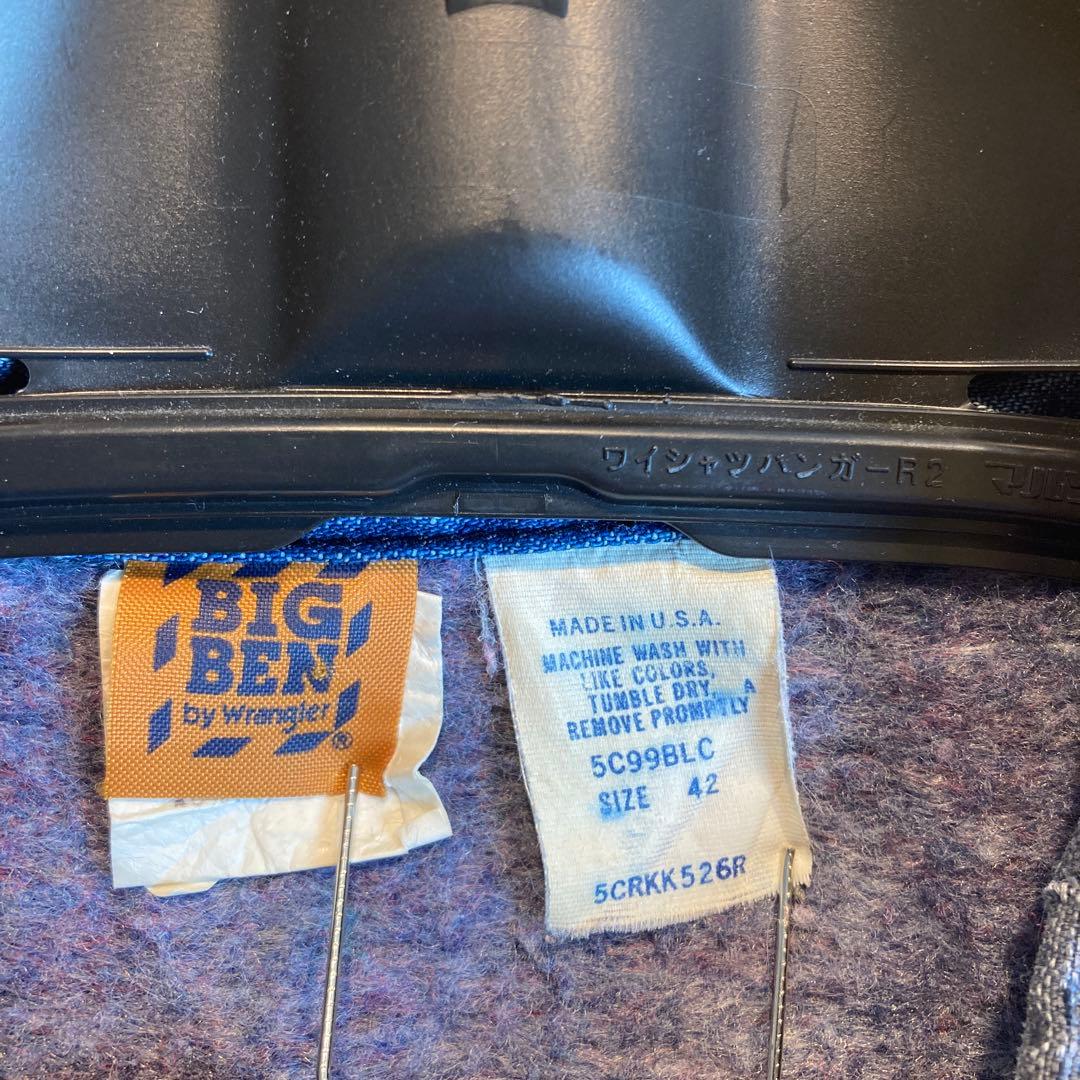 ワイシャツハンガーR2
BIG
BEN
by Wrangler
®
MADE IN U.S.A.
MACHINE WASH WITH
LIKE COLORS.
TUMBLE DRY. A
REMOVE PROMPTLY
5C99BLC
SIZE 42
5CRKK526R